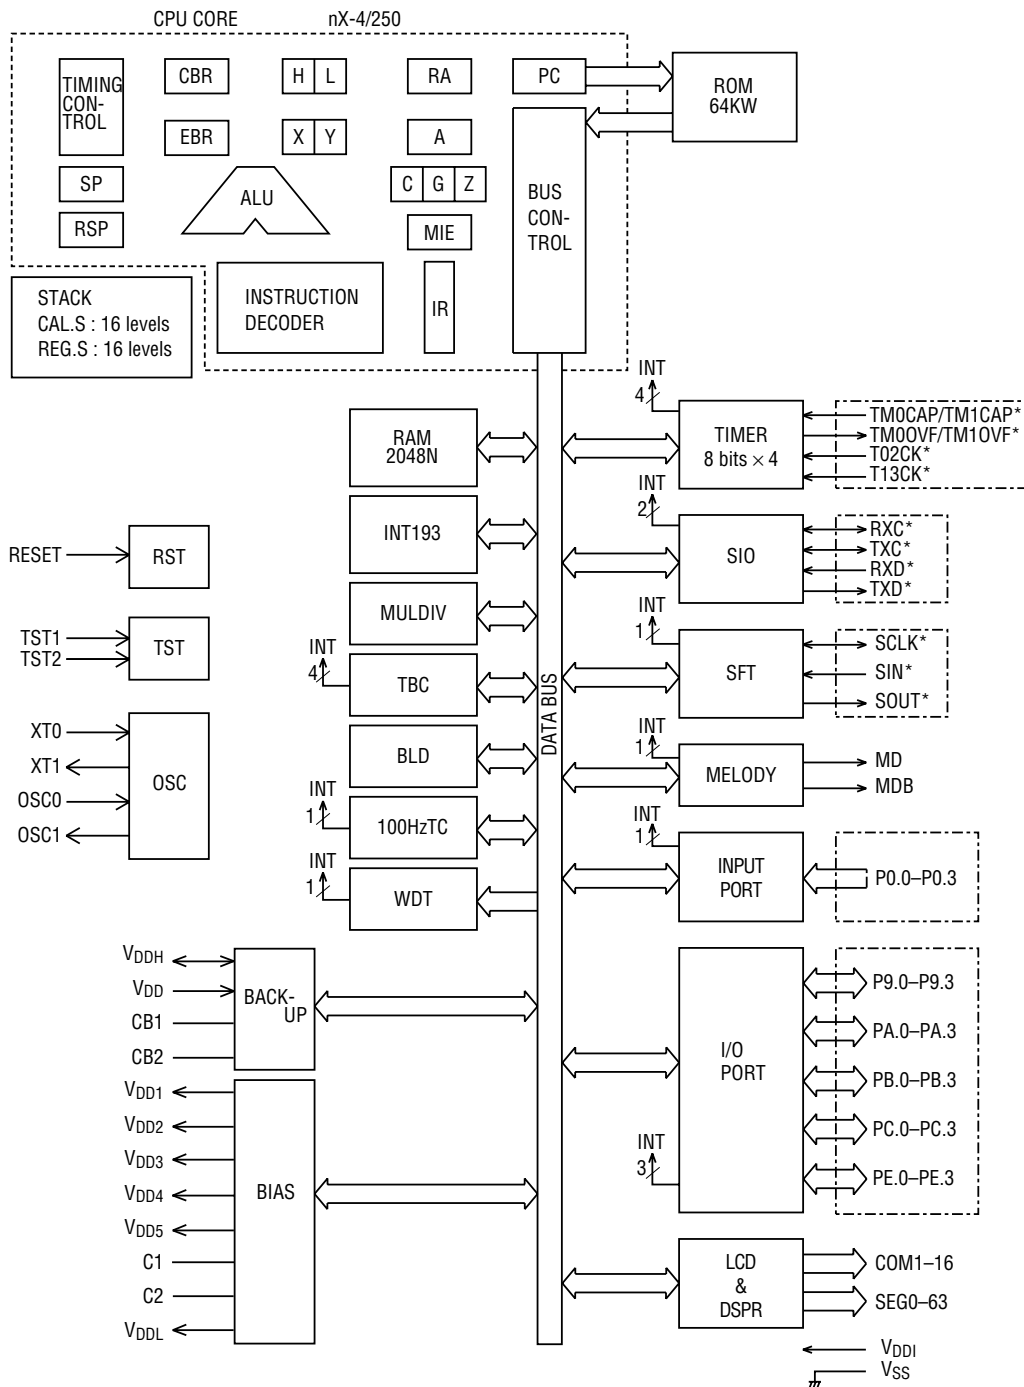 CPU CORE nX-4/250
TIMING
CON-
TROL
CBR
H L
RA
PC
ROM
64KW
EBR
X Y
A
SP
ALU
C G Z
BUS
CON-
TROL
RSP
MIE
STACK
CAL.S : 16 levels
REG.S : 16 levels
INSTRUCTION
DECODER
IR
DATA BUS
RAM
2048N
INT193
MULDIV
INT
4
TBC
BLD
INT
1
100HzTC
INT
1
WDT
RESET
RST
TST1
TST2
TST
XT0
XT1
OSC0
OSC1
OSC
VDDH
VDD
CB1
CB2
BACK-
UP
VDD1
VDD2
VDD3
VDD4
VDD5
C1
C2
VDDL
BIAS
INT
4
TIMER
8 bits × 4
TM0CAP/TM1CAP*
TM0OVF/TM1OVF*
T02CK*
T13CK*
INT
2
SIO
RXC*
TXC*
RXD*
TXD*
INT
1
SFT
SCLK*
SIN*
SOUT*
INT
1
MELODY
MD
MDB
INT
1
INPUT
PORT
P0.0–P0.3
I/O
PORT
INT
3
P9.0–P9.3
PA.0–PA.3
PB.0–PB.3
PC.0–PC.3
PE.0–PE.3
LCD
&
DSPR
COM1–16
SEG0–63
VDDI
VSS